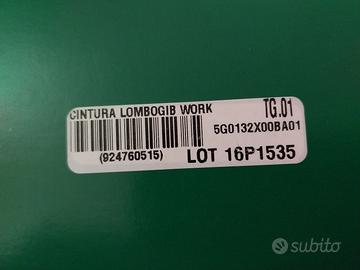 CINTURA LOMBOGIB WORK TG.01
5G0132X00BA01
(924760515) LOT 16P1535
subito